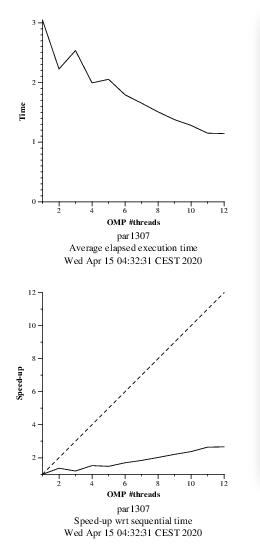 3
2
1
0
Time
2 4 6 8 10 12
OMP #threads
par1307
Average elapsed execution time
Wed Apr 15 04:32:31 CEST 2020
12
10
8
6
4
2
Speed-up
2 4 6 8 10 12
OMP #threads
par1307
Speed-up wrt sequential time
Wed Apr 15 04:32:31 CEST 2020